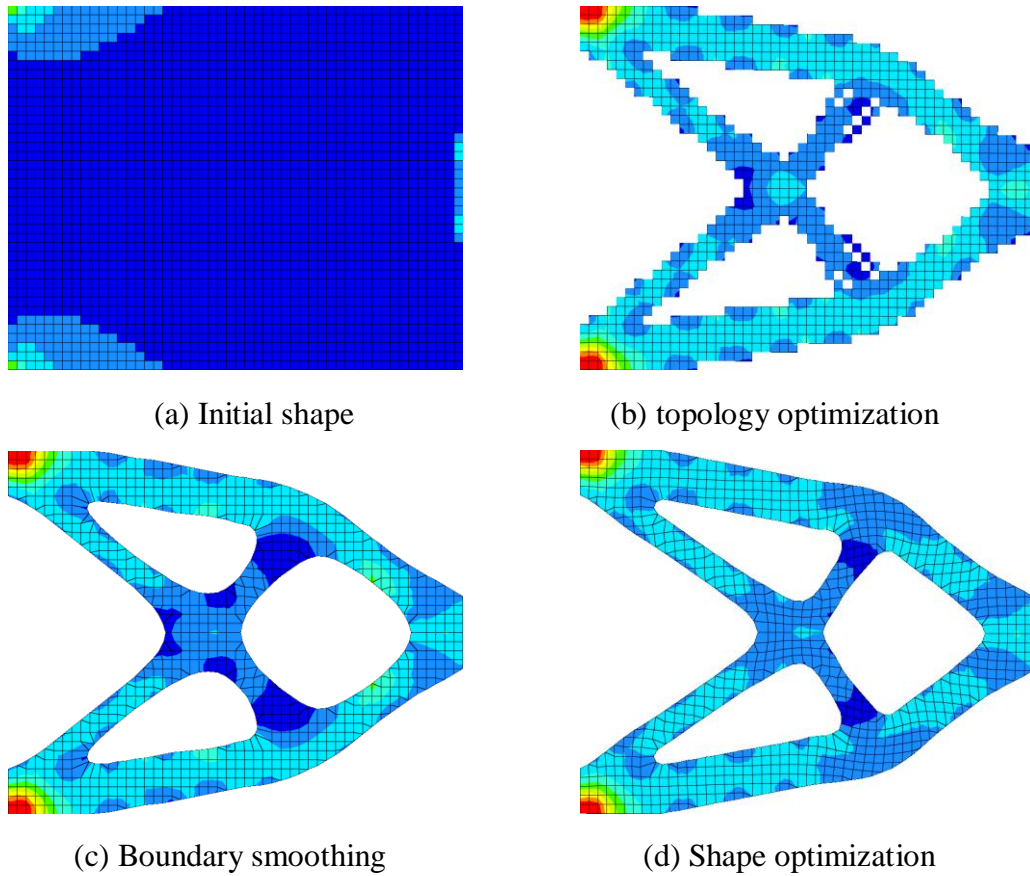 (a) Initial shape
(b) topology optimization
(c) Boundary smoothing
(d) Shape optimization